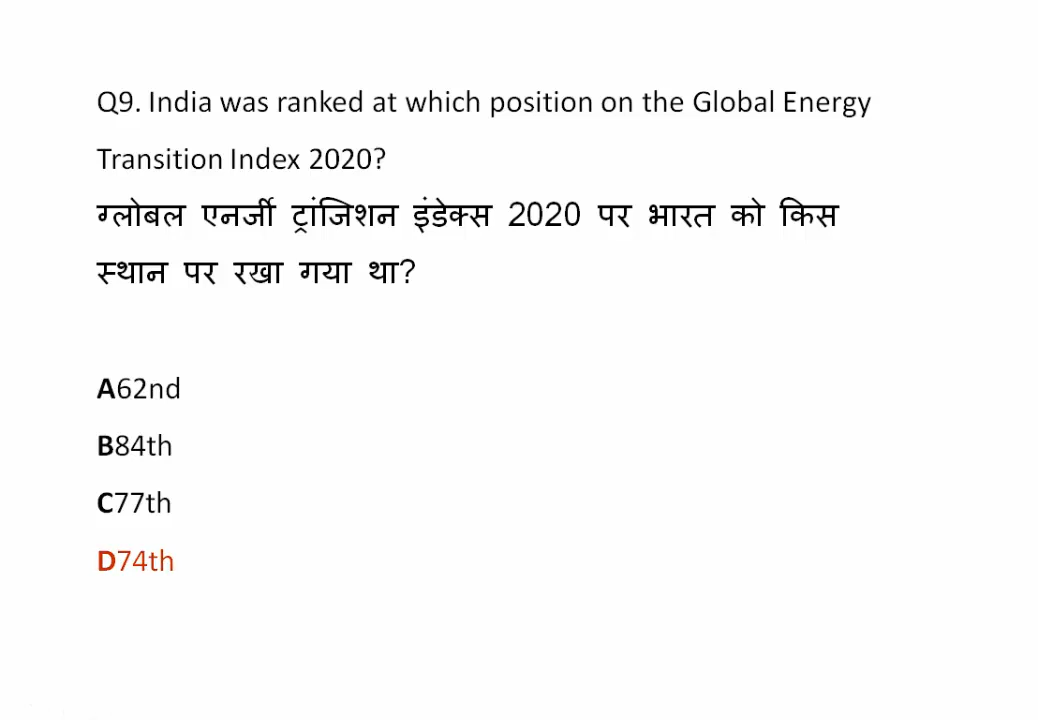 Q9. India was ranked at which position on the Global Energy
Transition Index 2020?
ग्लोबल एनर्जी ट्रांजिशन इंडेक्स 2020 पर भारत को किस
स्थान पर रखा गया था?
A62nd
B84th
C77th
D74th